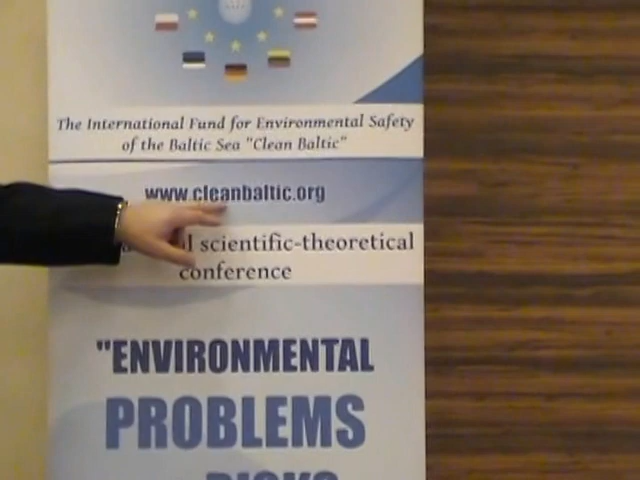 The International Fund for Environmental Safety
of the Baltic Sea "Clean Baltic"
www.cleanbaltic.org
scientific-theoretical
conference
"ENVIRONMENTAL
PROBLEMS
RISKS